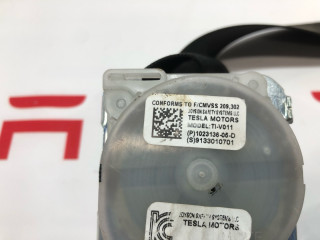 CONFORMS TO F/CMVSS 209,302
JOYSON SAFETY SYSTEMS LLC
TESLA MOTORS
MODEL:TI-V011
(P)1023136-06-D
(S)9133010701
JOYSON SAFETY SYSTEMS LLC
TESLA MOTORS